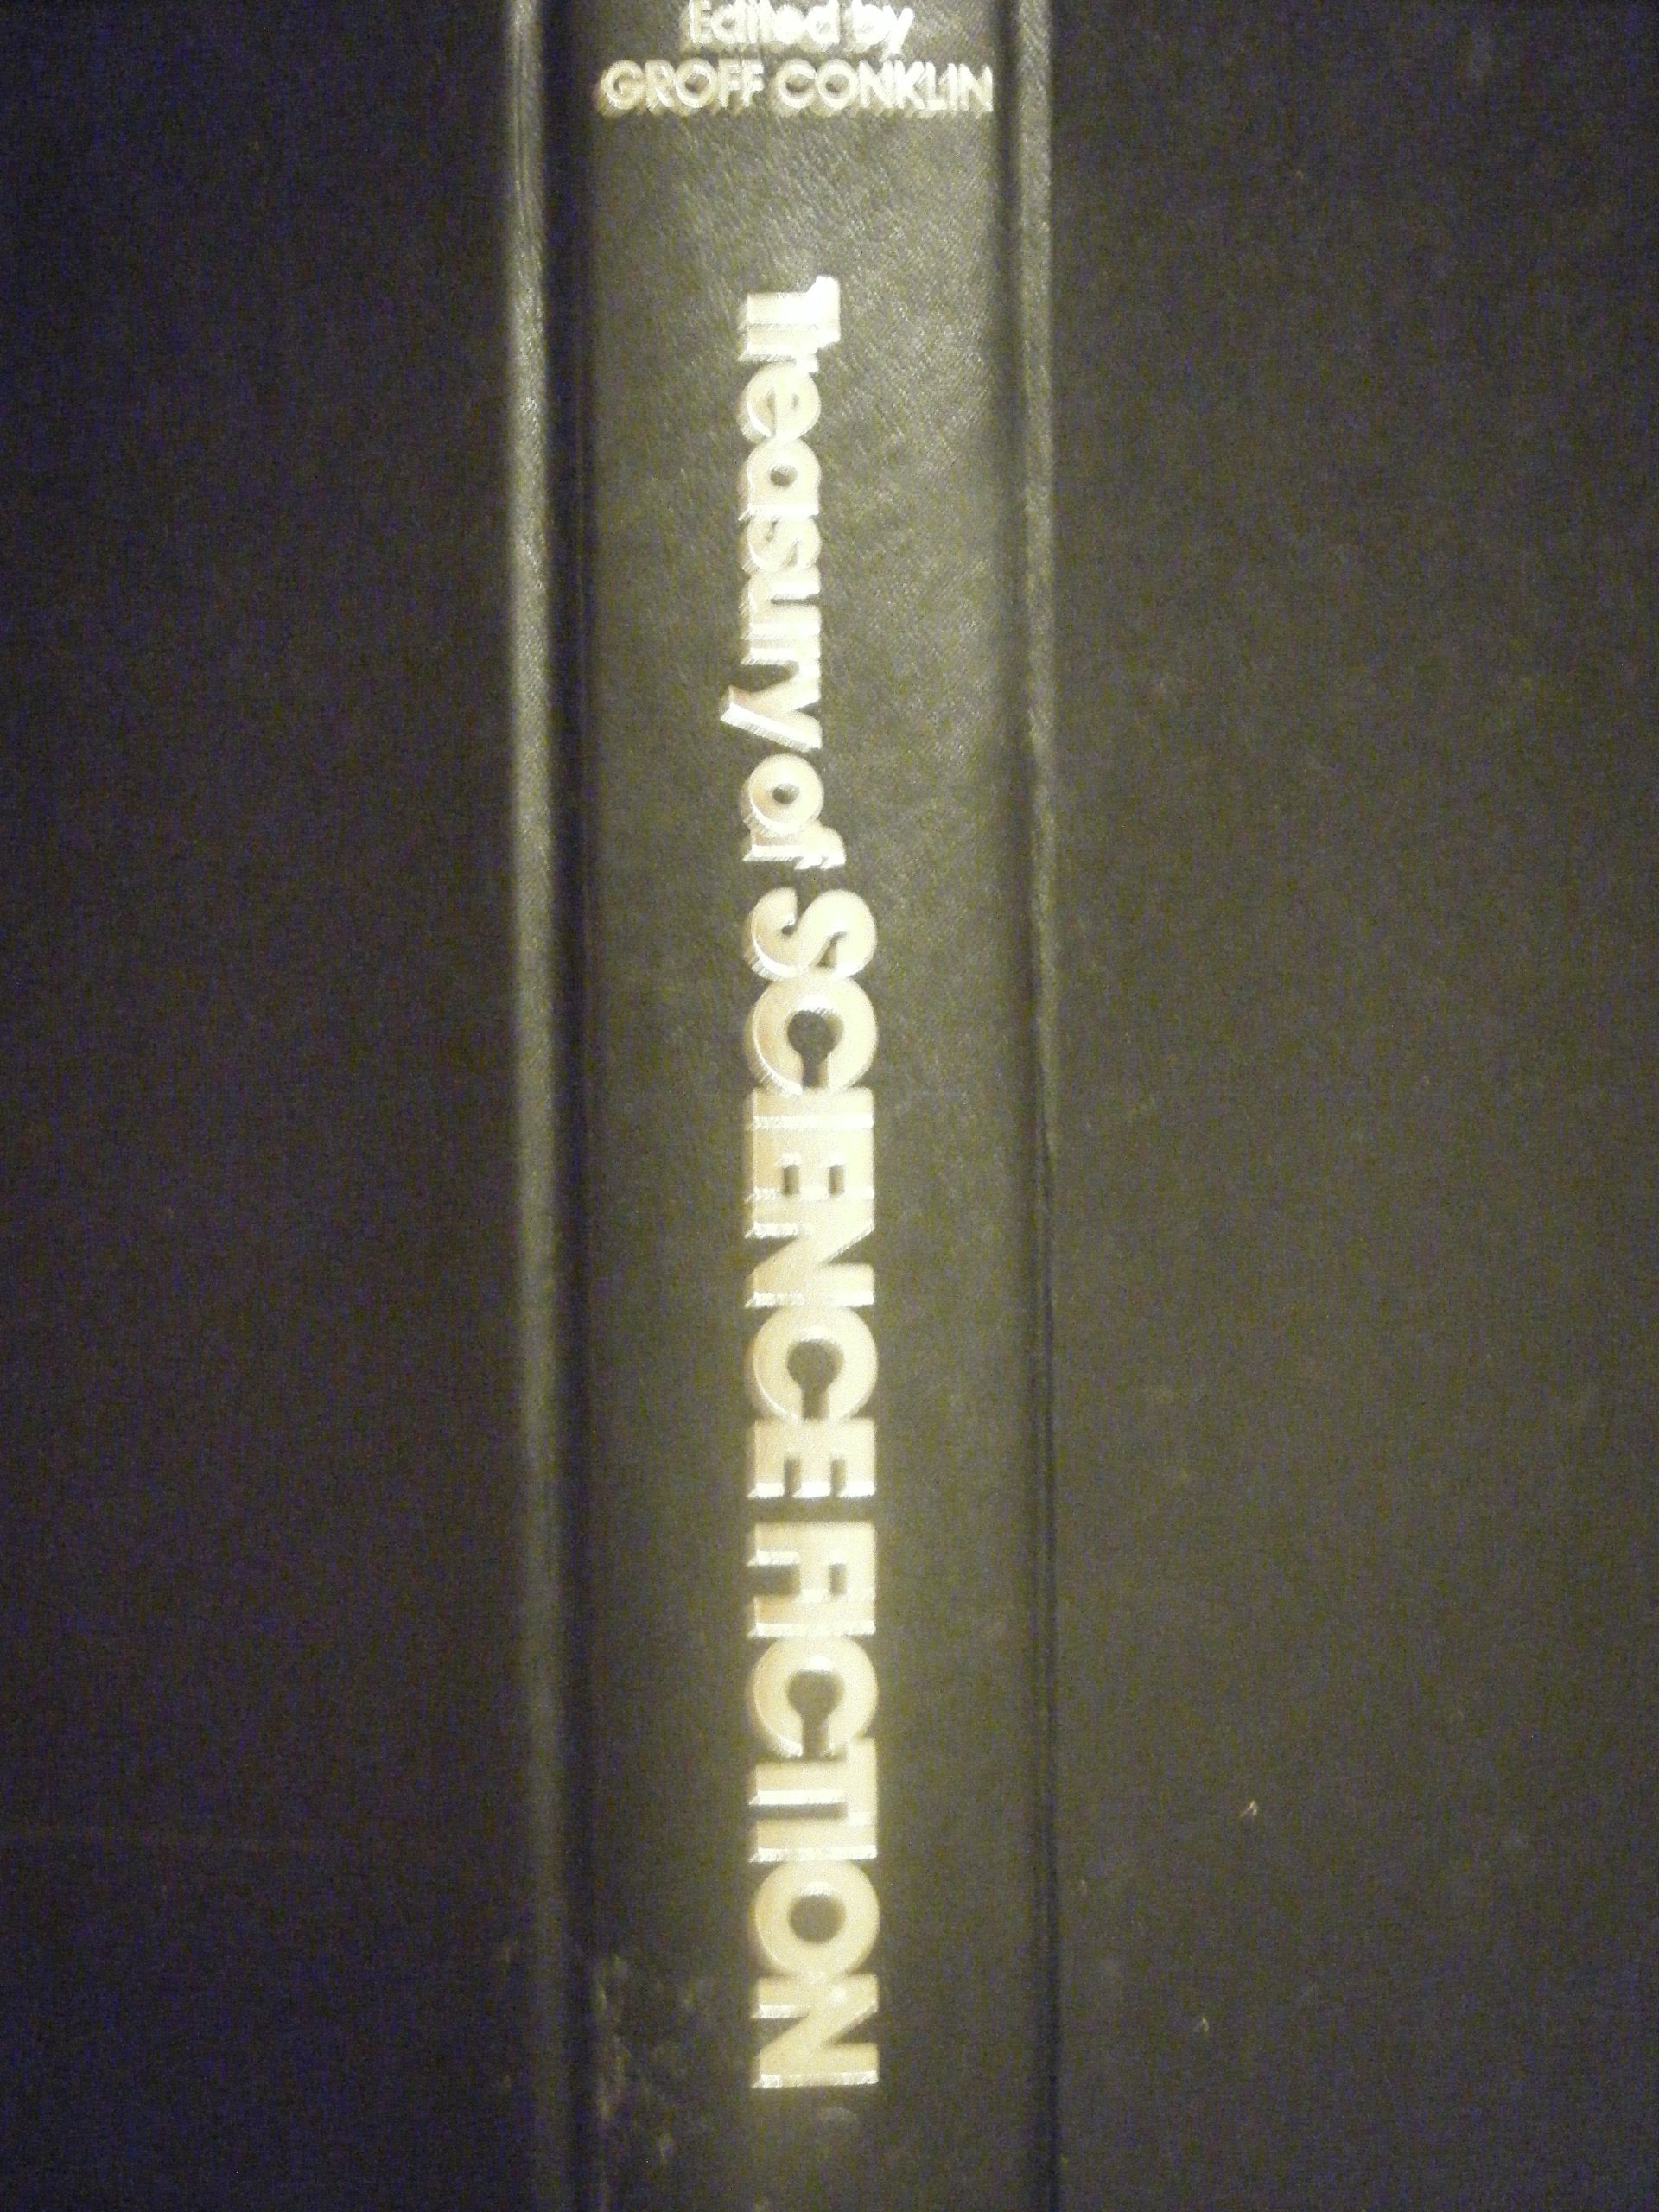 Edited by
GROFF CONKLIN
Treasury of SCIENCE FICTION